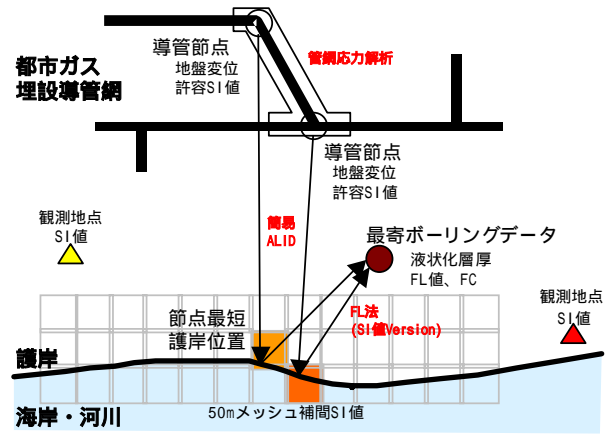 導管節点
地盤変位
許容SI値
管網応力解析
都市ガス
埋設導管網
導管節点
地盤変位
許容SI値
観測地点
SI値
簡易
ALID
最寄ボーリングデータ
液状化層厚
FL値、FC
観測地点
SI値
節点最短
護岸位置
FL法
(SI値Version)
護岸
海岸・河川
50mメッシュ補間SI値